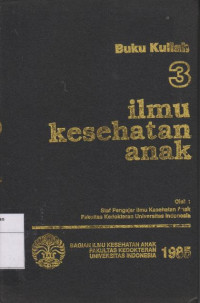 Buku Kuliah
3
ilmu
kesehatan
anak
Oleh :
Staf Pengajar Ilmu Kesehatan Anak
Fakultas Kedokteran Universitas Indonesia
BAGIAN ILMU KESEHATAN ANAK
FAKULTAS KEDOKTERAN
UNIVERSITAS INDONESIA
1985